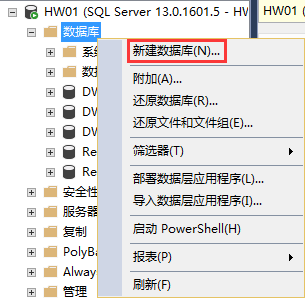 HW01 (SQL Server 13.0.1601.5 - HW
HW01 (
数据库
新建数据库(N)...
系
附加(A)...
数
还原数据库(R)...
DW
还原文件和文件组(E)...
DW
DW
筛选器(T)
Re
部署数据层应用程序(L)...
Re
导入数据层应用程序(I)...
安全性
服务器
启动 PowerShell(H)
复制
PolyBa
报表(P)
Alway
管理
刷新(F)